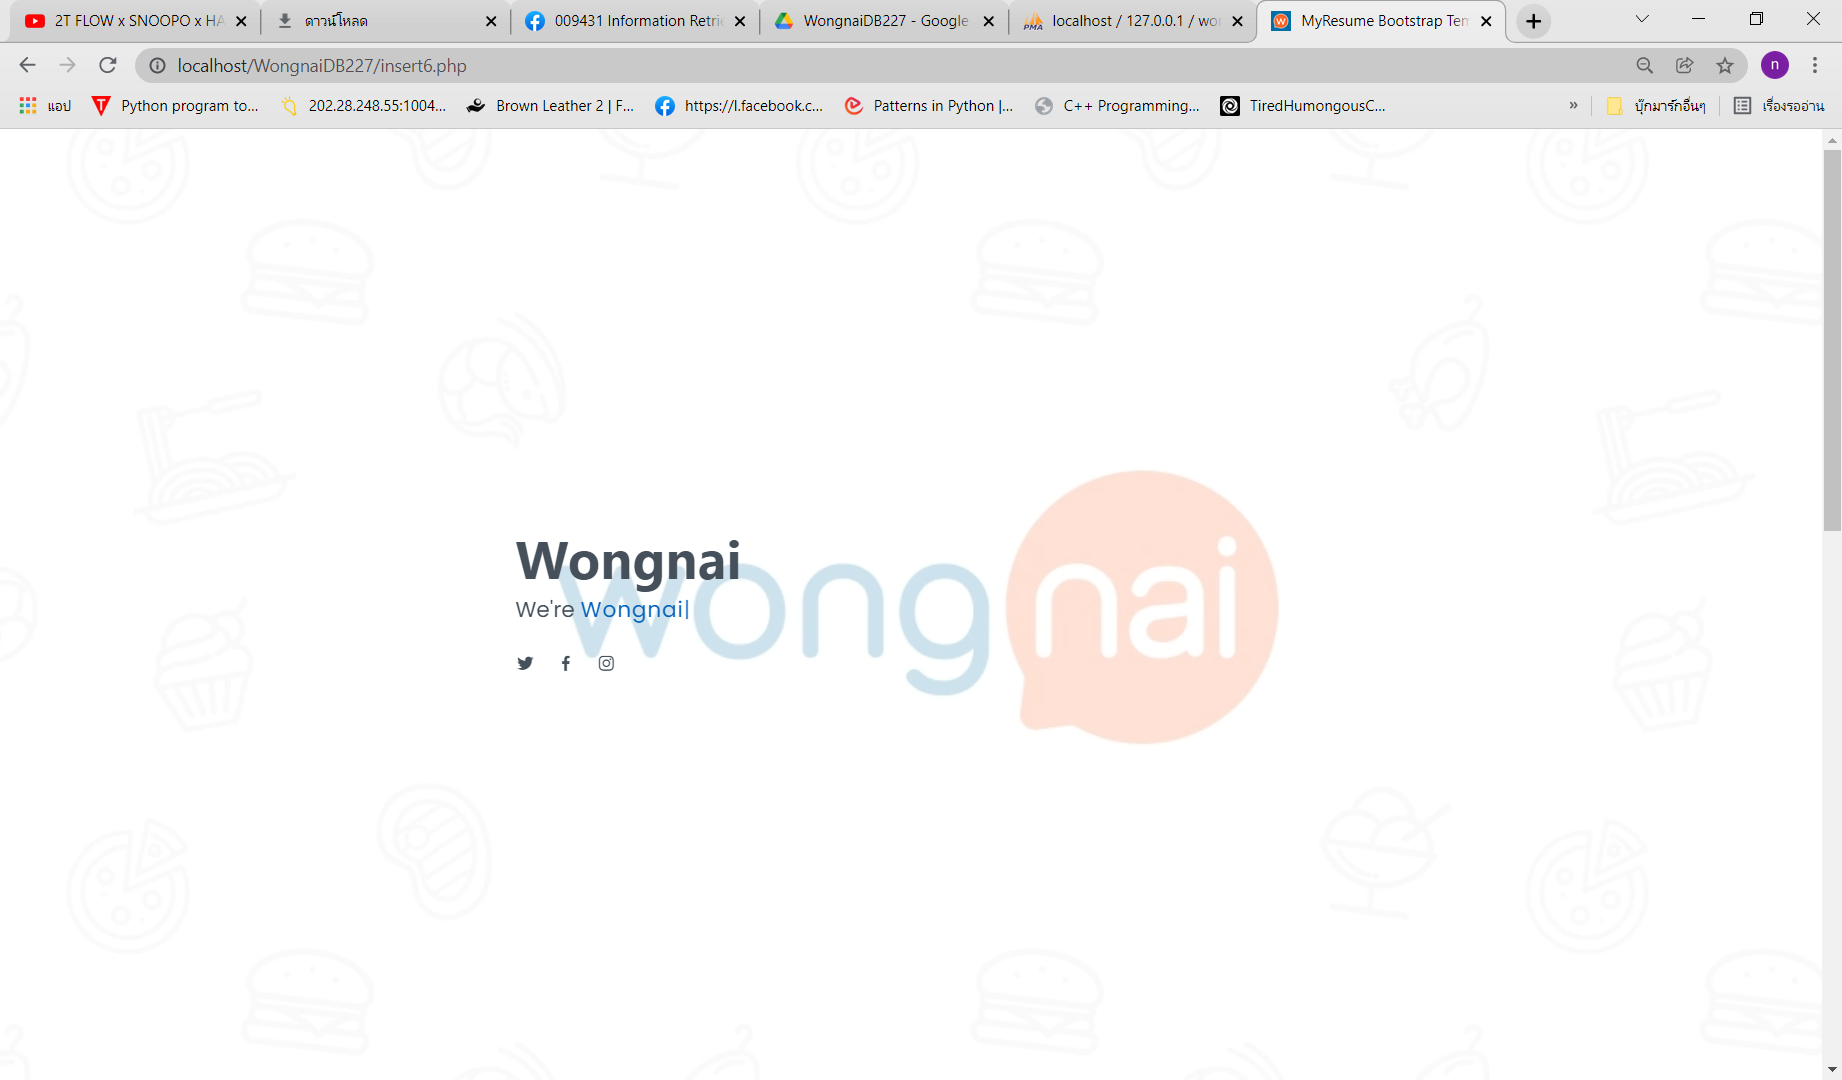 2T FLOW x SNOOPO x HA
ดาวน์โหลด
009431 Information Retri
WongnaiDB227 - Google
localhost / 127.0.0.1 / wo
MyResume Bootstrap Tem
localhost/WongnaiDB227/insert6.php
n
แอป
Python program to...
202.28.248.55:1004...
Brown Leather 2 | F...
https://l.facebook.c...
Patterns in Python |...
C++ Programming...
TiredHumongousC...
»
บุ๊กมาร์กอื่นๆ
เรื่องรออ่าน
Wongnai
We're Wongnai|
wongnai